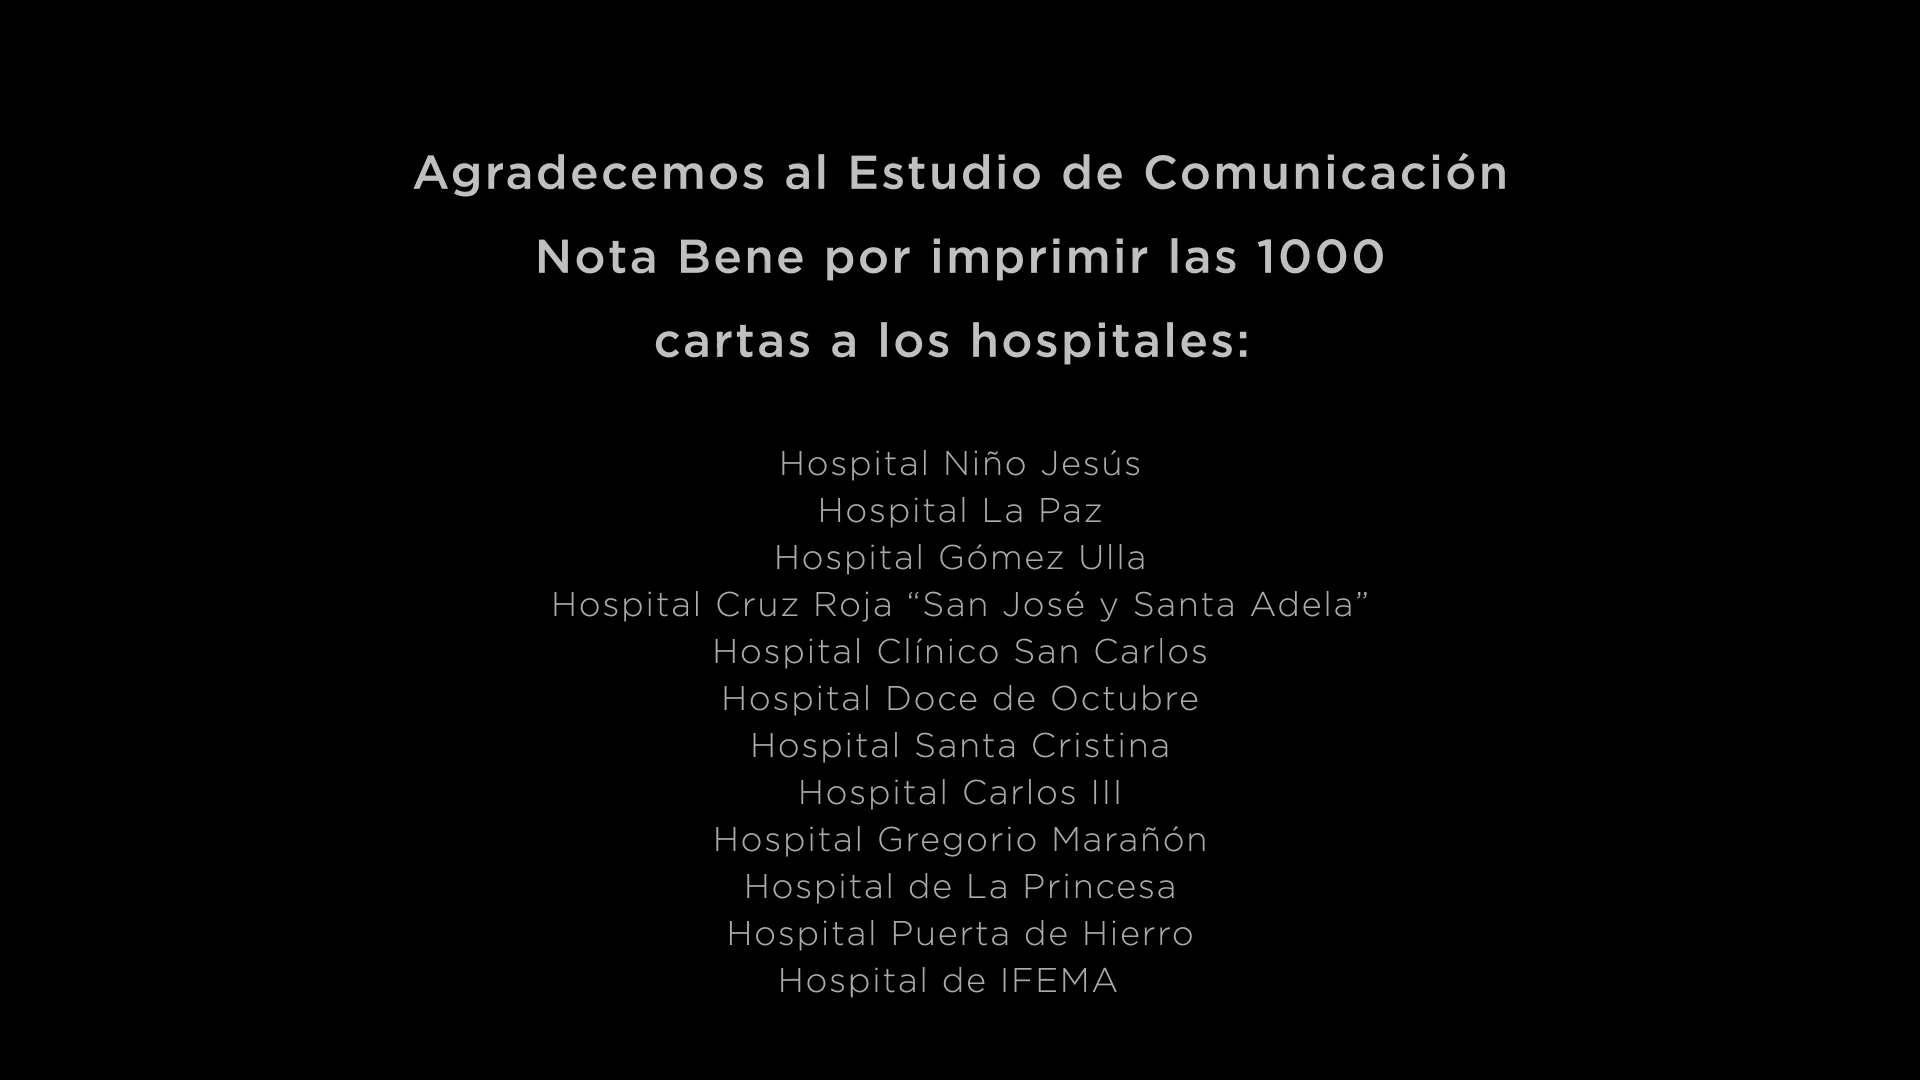 Agradecemos al Estudio de Comunicación
Nota Bene por imprimir las 1000
cartas a los hospitales:
Hospital Niño Jesús
Hospital La Paz
Hospital Gómez Ulla
Hospital Cruz Roja “San José y Santa Adela”
Hospital Clínico San Carlos
Hospital Doce de Octubre
Hospital Santa Cristina
Hospital Carlos III
Hospital Gregorio Marañón
Hospital de La Princesa
Hospital Puerta de Hierro
Hospital de IFEMA